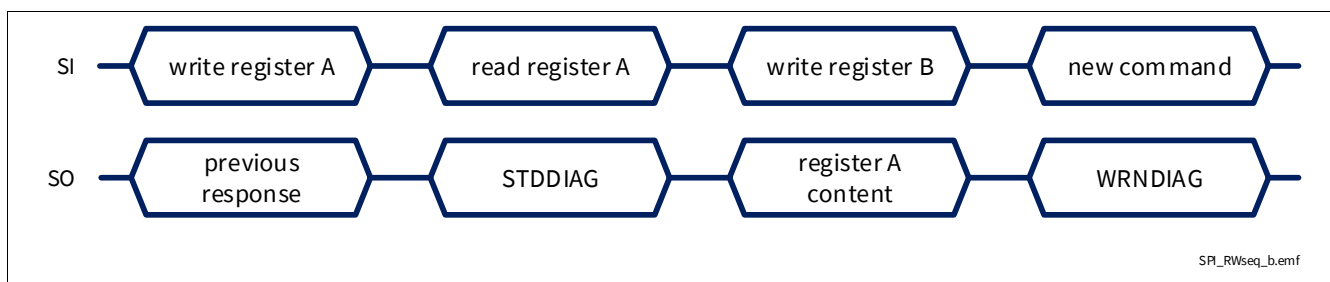 SI
write register A
read register A
write register B
new command
SO
previous
response
STDDIAG
register A
content
WRNDIAG
SPI_RWseq_b.emf